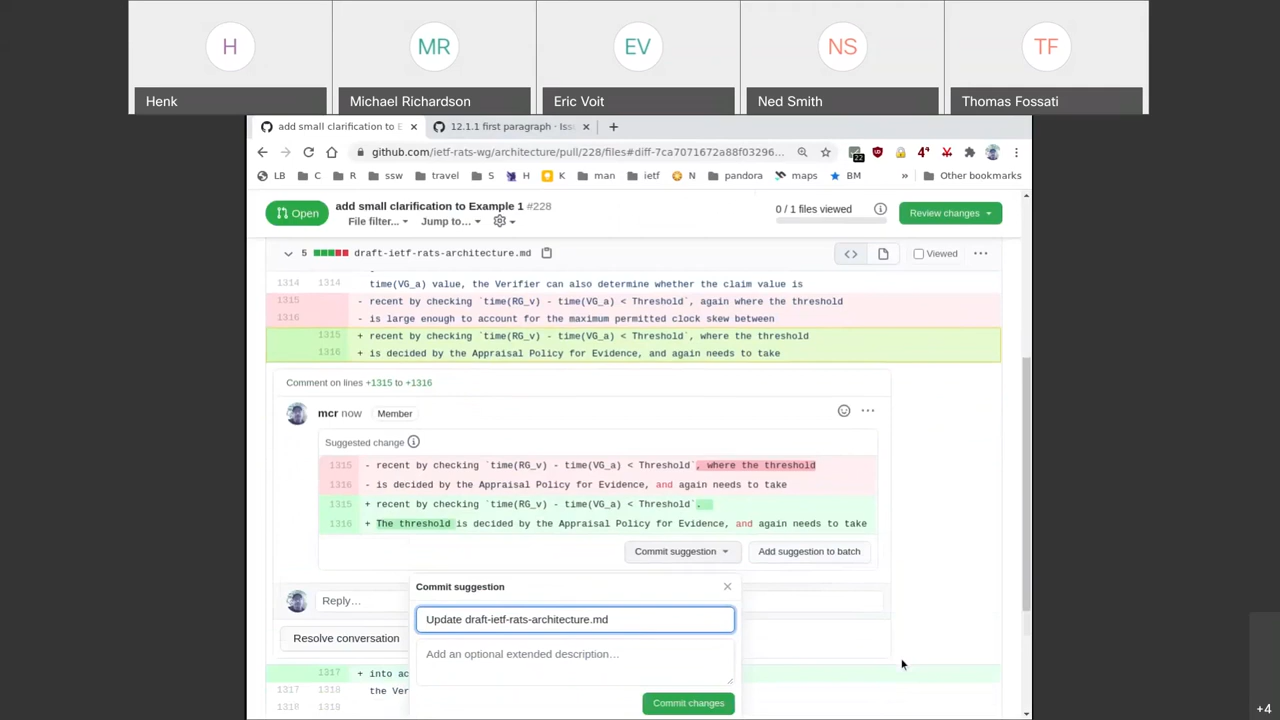 H
MR
EV
NS
TF
Henk
Michael Richardson
Eric Voit
Ned Smith
Thomas Fossati
add small clarification to E
12.1.1 first paragraph · Iss
github.com/ietf-rats-wg/architecture/pull/228/files#diff-7ca7071672a88f03296...
22
LB
C
R
ssw
travel
S
H
K
man
ietf
N
pandora
maps
BM
»
Other bookmarks
Open
add small clarification to Example 1 #228
File filter...
Jump to...
0 / 1 files viewed
Review changes
5
draft-ietf-rats-architecture.md
Viewed
1314 1314 time(VG_a) value, the Verifier can also determine whether the claim value is
1315 - recent by checking `time(RG_v) - time(VG_a) < Threshold`, again where the threshold
1316 - is large enough to account for the maximum permitted clock skew between
1315 + recent by checking `time(RG_v) - time(VG_a) < Threshold`, where the threshold
1316 + is decided by the Appraisal Policy for Evidence, and again needs to take
Comment on lines +1315 to +1316
mcr now Member
Suggested change
1315 - recent by checking `time(RG_v) - time(VG_a) < Threshold`, where the threshold
1316 - is decided by the Appraisal Policy for Evidence, and again needs to take
1315 + recent by checking `time(RG_v) - time(VG_a) < Threshold`.
1316 + The threshold is decided by the Appraisal Policy for Evidence, and again needs to take
Commit suggestion
Add suggestion to batch
Commit suggestion
Reply…
Update draft-ietf-rats-architecture.md
Resolve conversation
Add an optional extended description…
1317 + into ac
1317 1318 the Ver
1318 1319
Commit changes
+4